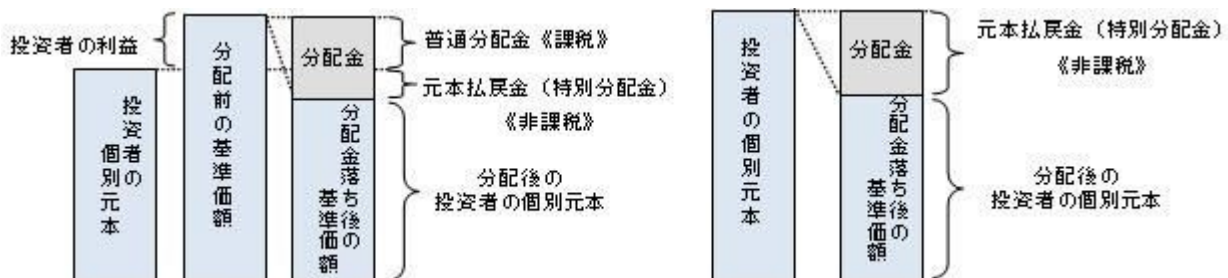 投資者の利益
投資者の
個別元本
分配前の基準価額
分配金
分配金落ち後の
基準価額
普通分配金《課税》
元本払戻金（特別分配金）
《非課税》
分配後の
投資者の個別元本
投資者の個別元本
分配金
分配金落ち後の
基準価額
元本払戻金（特別分配金）
《非課税》
分配後の
投資者の個別元本